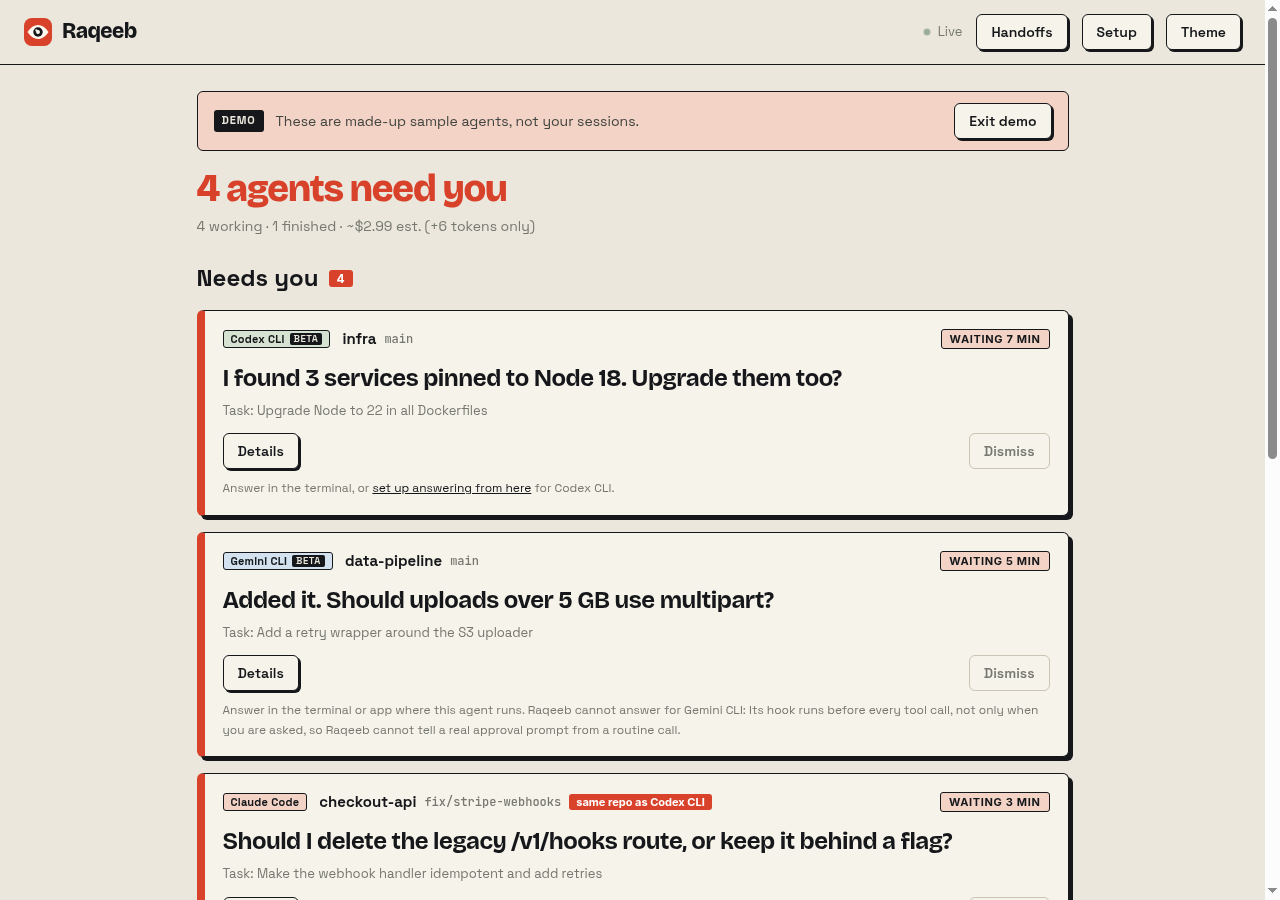 Raqeeb
Live
Handoffs
Setup
Theme
DEMO
These are made-up sample agents, not your sessions.
Exit demo
4 agents need you
4 working · 1 finished · ~$2.99 est. (+6 tokens only)
Needs you 4
Codex CLI BETA infra main WAITING 7 MIN
I found 3 services pinned to Node 18. Upgrade them too?
Task: Upgrade Node to 22 in all Dockerfiles
Details
Dismiss
Answer in the terminal, or set up answering from here for Codex CLI.
Gemini CLI BETA data-pipeline main WAITING 5 MIN
Added it. Should uploads over 5 GB use multipart?
Task: Add a retry wrapper around the S3 uploader
Details
Dismiss
Answer in the terminal or app where this agent runs. Raqeeb cannot answer for Gemini CLI: Its hook runs before every tool call, not only when
you are asked, so Raqeeb cannot tell a real approval prompt from a routine call.
Claude Code checkout-api fix/stripe-webhooks same repo as Codex CLI WAITING 3 MIN
Should I delete the legacy /v1/hooks route, or keep it behind a flag?
Task: Make the webhook handler idempotent and add retries